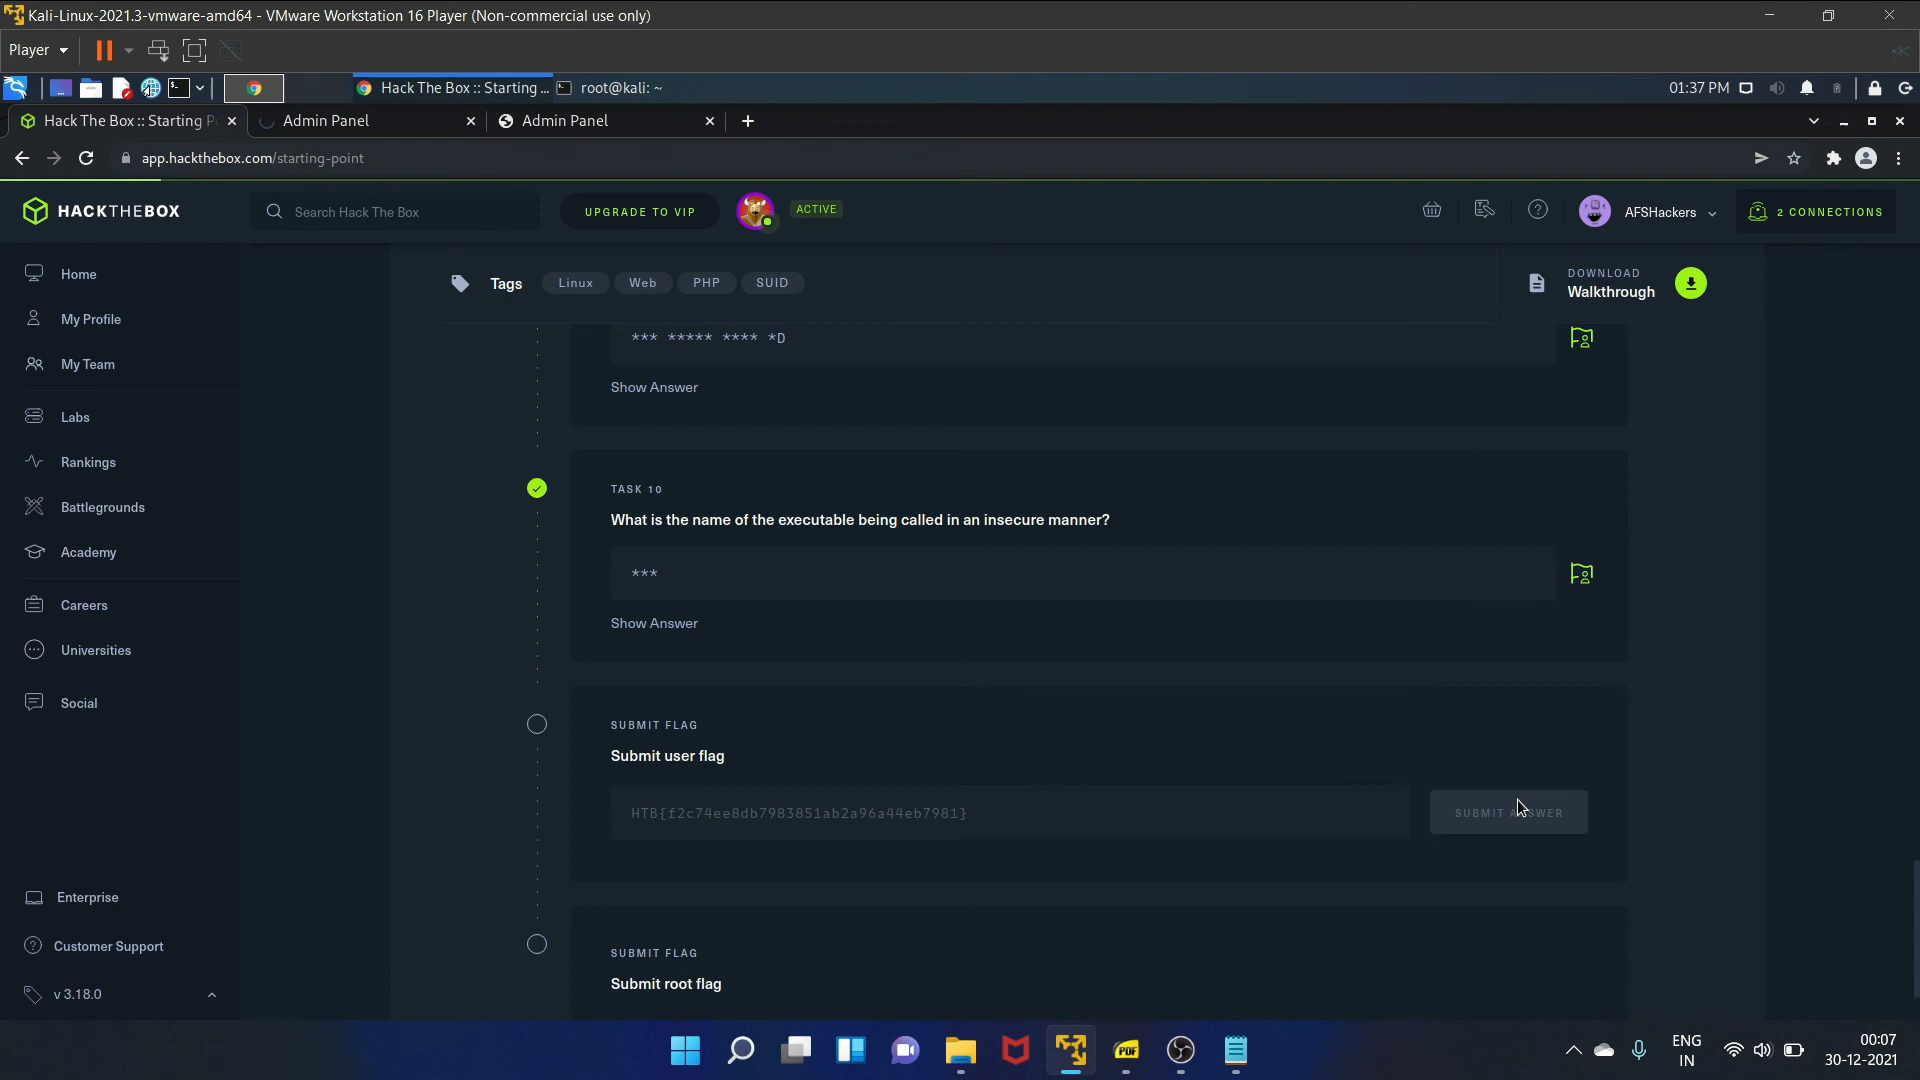 Kali-Linux-2021.3-vmware-amd64 - VMware Workstation 16 Player (Non-commercial use only)
Player
Hack The Box :: Starting ...
root@kali: ~
01:37 PM
Hack The Box :: Starting P
Admin Panel
Admin Panel
app.hackthebox.com/starting-point
HACKTHEBOX
Search Hack The Box
UPGRADE TO VIP
ACTIVE
AFSHackers
2 CONNECTIONS
Home
My Profile
My Team
Labs
Rankings
Battlegrounds
Academy
Careers
Universities
Social
Enterprise
Customer Support
v 3.18.0
Tags
Linux
Web
PHP
SUID
DOWNLOAD
Walkthrough
*** ***** **** *D
Show Answer
TASK 10
What is the name of the executable being called in an insecure manner?
***
Show Answer
SUBMIT FLAG
Submit user flag
HTB{f2c74ee8db7983851ab2a96a44eb7981}
SUBMIT ANSWER
SUBMIT FLAG
Submit root flag
PDF
ENG
IN
00:07
30-12-2021